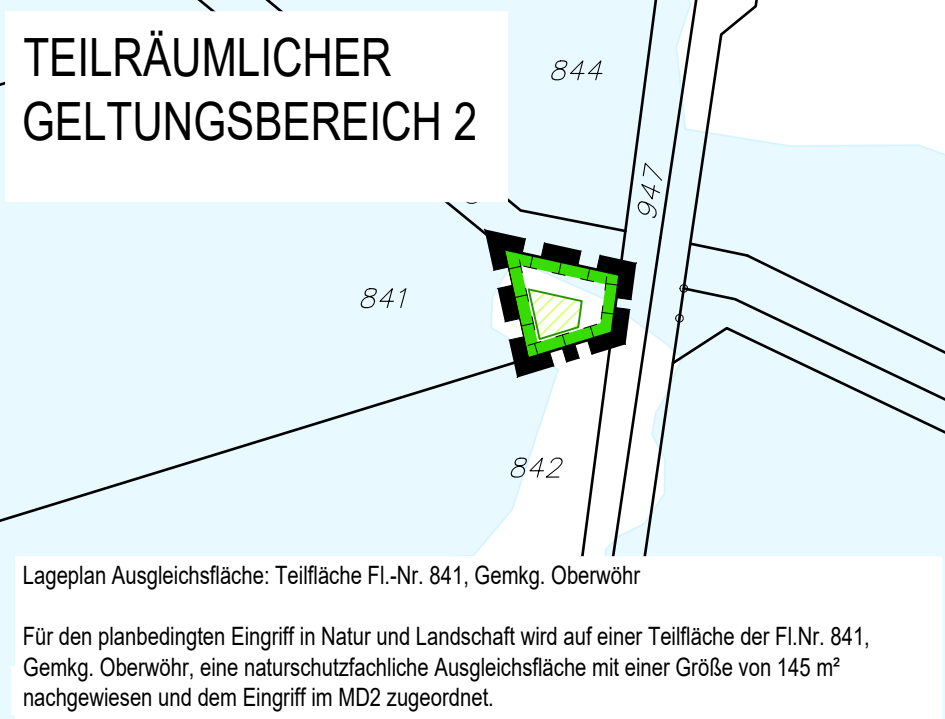 TEILRÄUMLICHER
GELTUNGSBEREICH 2
844
947
841
842
Lageplan Ausgleichsfläche: Teilfläche Fl.-Nr. 841, Gemkg. Oberwöhr
Für den planbedingten Eingriff in Natur und Landschaft wird auf einer Teilfläche der Fl.Nr. 841,
Gemkg. Oberwöhr, eine naturschutzfachliche Ausgleichsfläche mit einer Größe von 145 m²
nachgewiesen und dem Eingriff im MD2 zugeordnet.